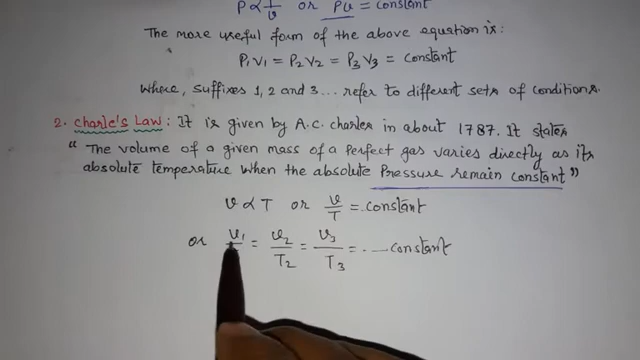 P ∝ 1/v or Pv = constant
The more useful form of the above equation is:
P₁V₁ = P₂V₂ = P₃V₃ = constant
Where, suffixes 1, 2 and 3... refer to different sets of conditions.
2. Charle's Law: It is given by A.C. Charles in about 1787. It states
" The volume of a given mass of a perfect gas varies directly as its
absolute temperature when the absolute Pressure remain constant"
v ∝ T or v/T = constant
or v₁ = v₂/T₂ = v₃/T₃ = . — constant